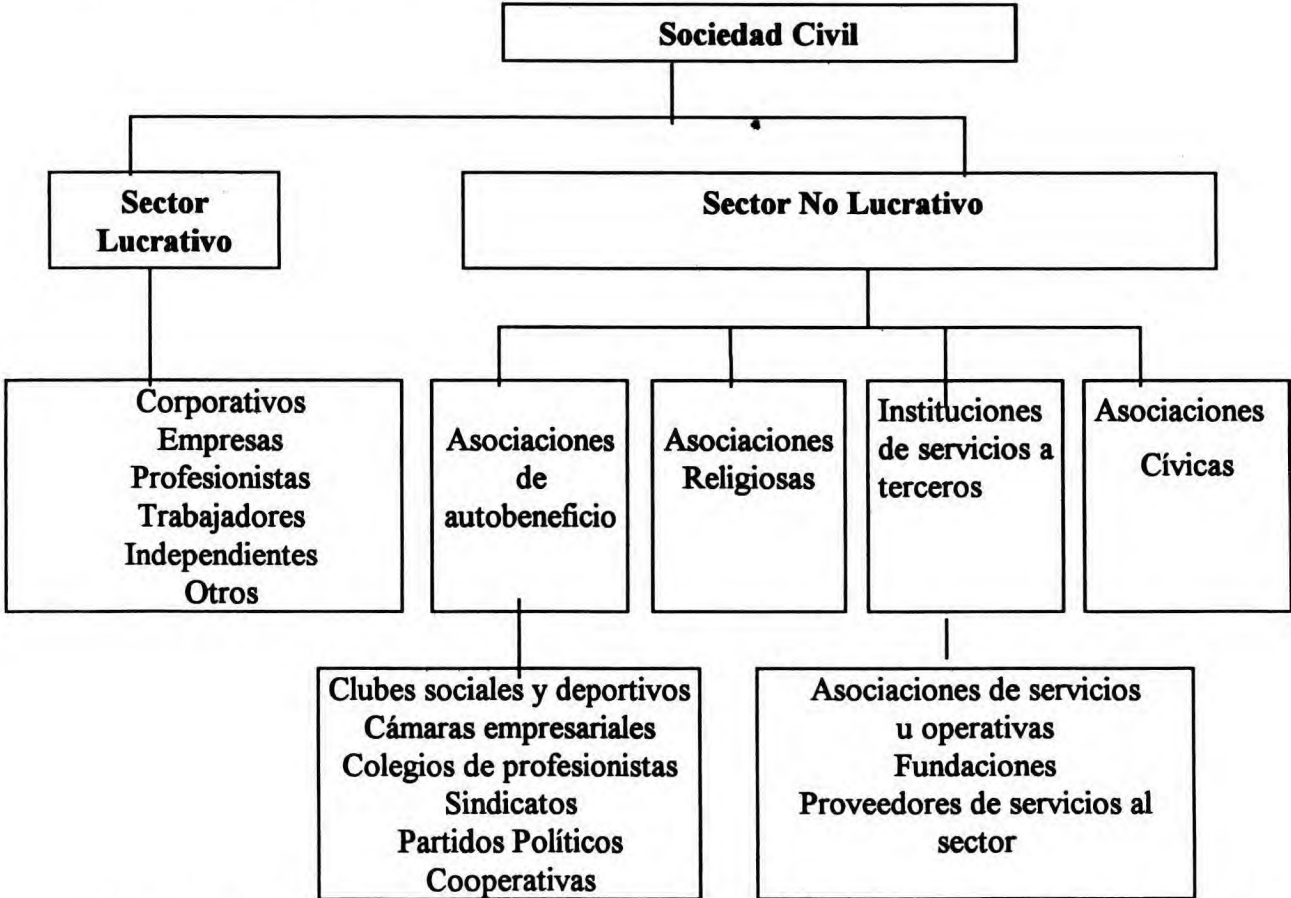 Sociedad Civil
Sector
Lucrativo
Sector No Lucrativo
Corporativos
Empresas
Profesionistas
Trabajadores
Independientes
Otros
Asociaciones
de
autobeneficio
Asociaciones
Religiosas
Instituciones
de servicios a
terceros
Asociaciones
Cívicas
Clubes sociales y deportivos
Cámaras empresariales
Colegios de profesionistas
Sindicatos
Partidos Políticos
Cooperativas
Asociaciones de servicios
u operativas
Fundaciones
Proveedores de servicios al
sector